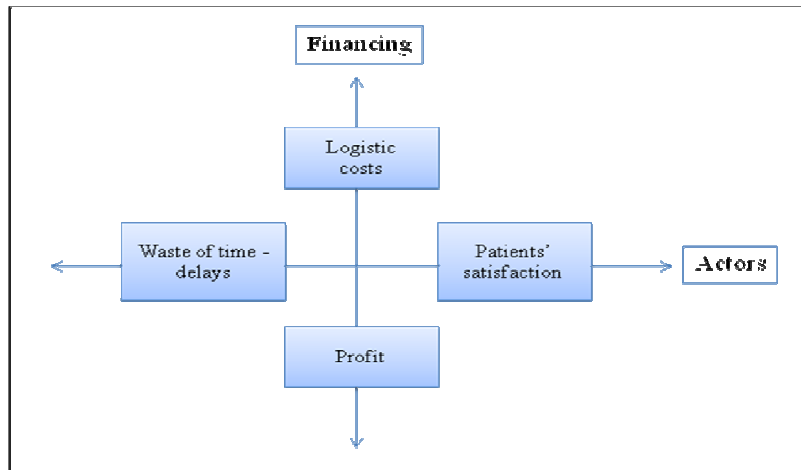 Financing
Logistic
costs
Waste of time -
delays
Patients'
satisfaction
Actors
Profit